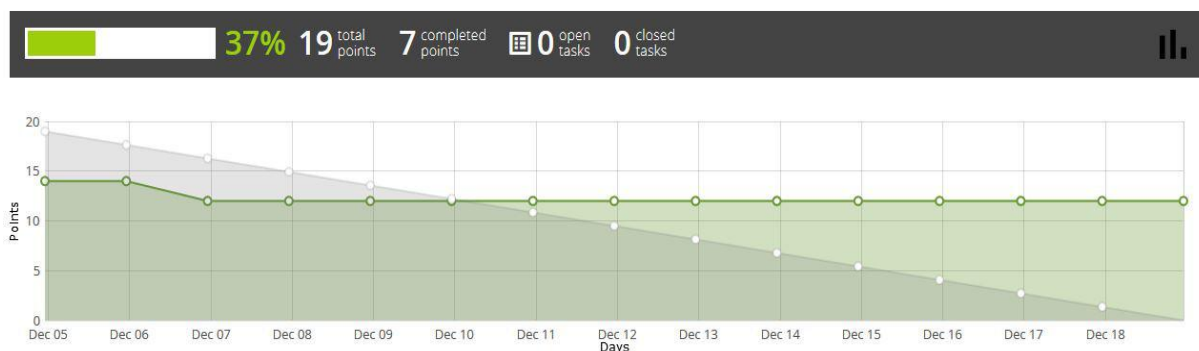 37% 19 total points 7 completed points 0 open tasks 0 closed tasks
20
15
10
5
0
Points
Dec 05 Dec 06 Dec 07 Dec 08 Dec 09 Dec 10 Dec 11 Dec 12 Dec 13 Dec 14 Dec 15 Dec 16 Dec 17 Dec 18
Days